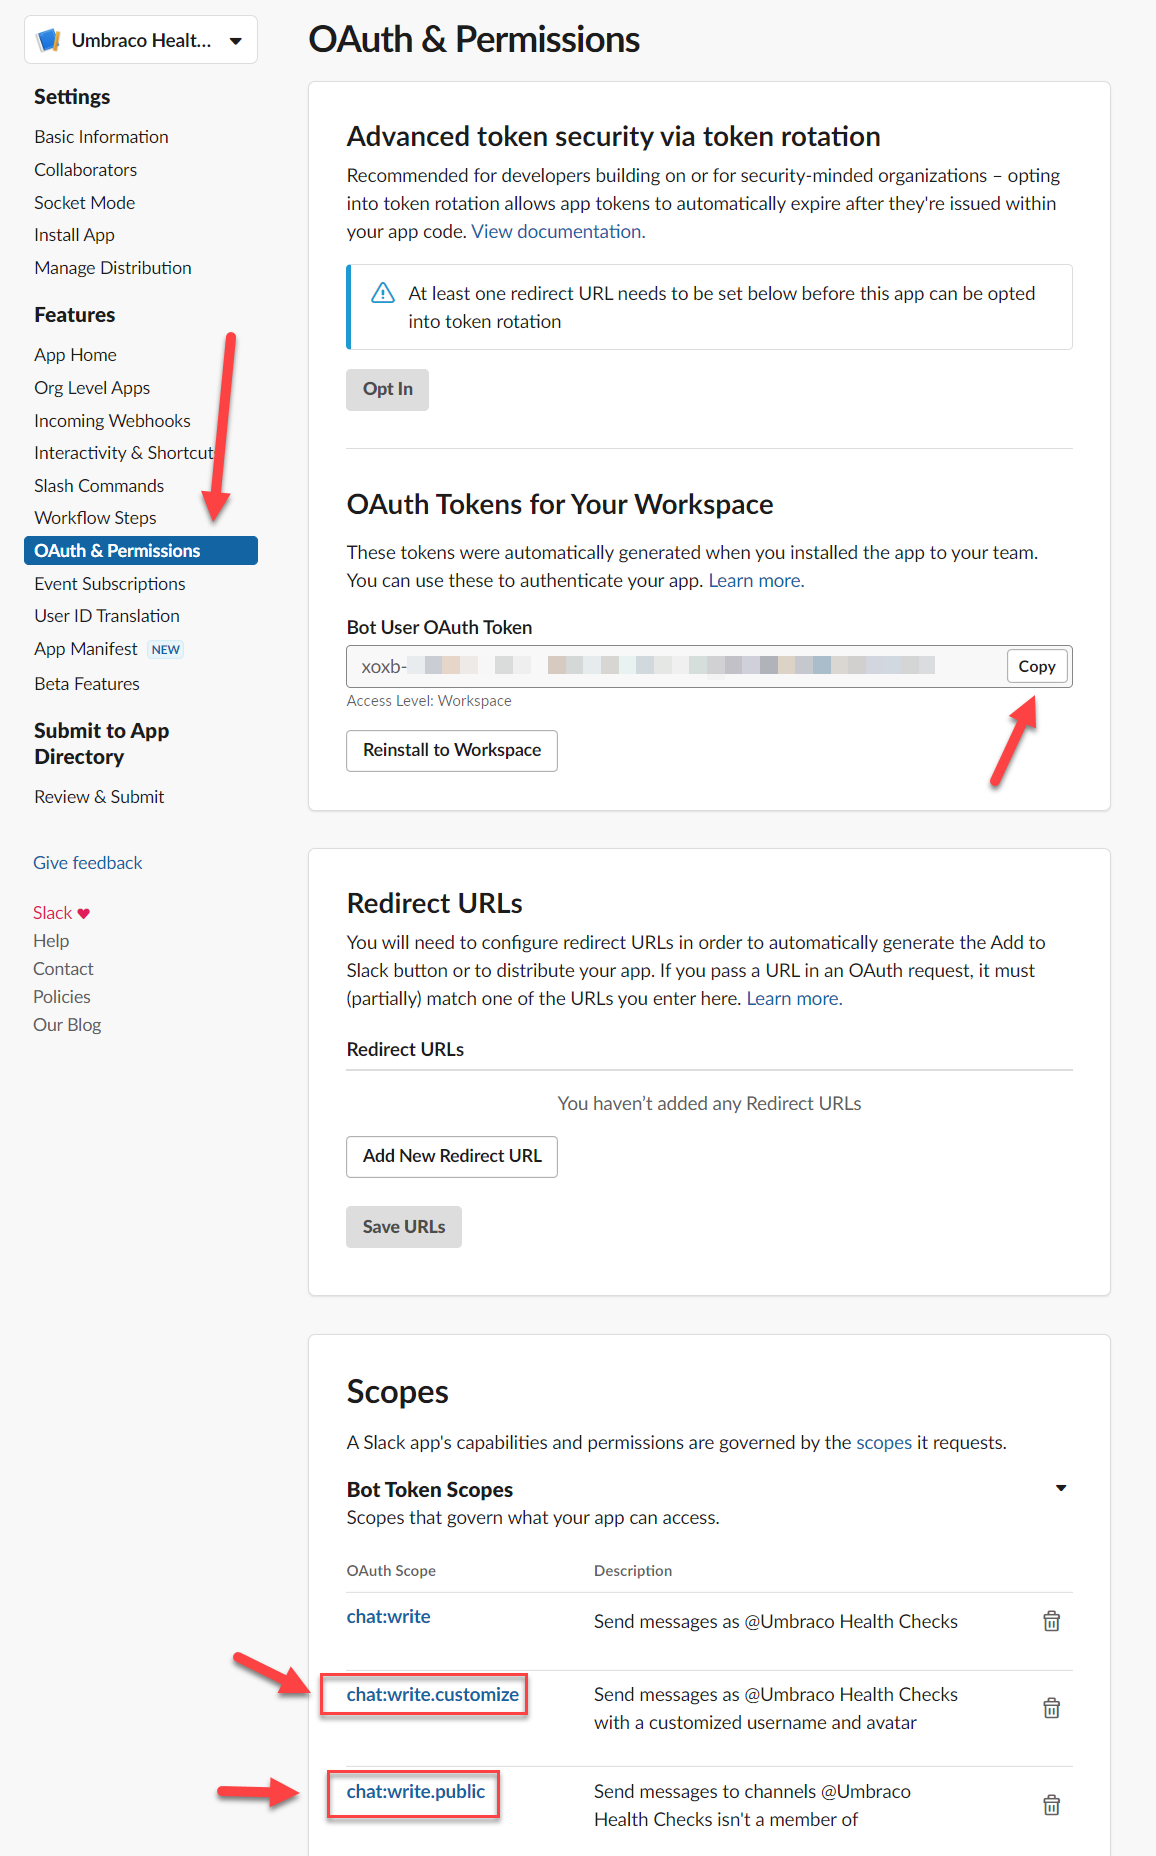 Umbraco Healt...
Settings
Basic Information
Collaborators
Socket Mode
Install App
Manage Distribution
Features
App Home
Org Level Apps
Incoming Webhooks
Interactivity & Shortcut
Slash Commands
Workflow Steps
OAuth & Permissions
Event Subscriptions
User ID Translation
App Manifest NEW
Beta Features
Submit to App
Directory
Review & Submit
Give feedback
Slack
Help
Contact
Policies
Our Blog
OAuth & Permissions
Advanced token security via token rotation
Recommended for developers building on or for security-minded organizations – opting
into token rotation allows app tokens to automatically expire after they're issued within
your app code. View documentation.
At least one redirect URL needs to be set below before this app can be opted
into token rotation
Opt In
OAuth Tokens for Your Workspace
These tokens were automatically generated when you installed the app to your team.
You can use these to authenticate your app. Learn more.
Bot User OAuth Token
xoxb-
Copy
Access Level: Workspace
Reinstall to Workspace
Redirect URLs
You will need to configure redirect URLs in order to automatically generate the Add to
Slack button or to distribute your app. If you pass a URL in an OAuth request, it must
(partially) match one of the URLs you enter here. Learn more.
Redirect URLs
You haven't added any Redirect URLs
Add New Redirect URL
Save URLs
Scopes
A Slack app's capabilities and permissions are governed by the scopes it requests.
Bot Token Scopes
Scopes that govern what your app can access.
OAuth Scope Description
chat:write Send messages as @Umbraco Health Checks
chat:write.customize Send messages as @Umbraco Health Checks
with a customized username and avatar
chat:write.public Send messages to channels @Umbraco
Health Checks isn't a member of